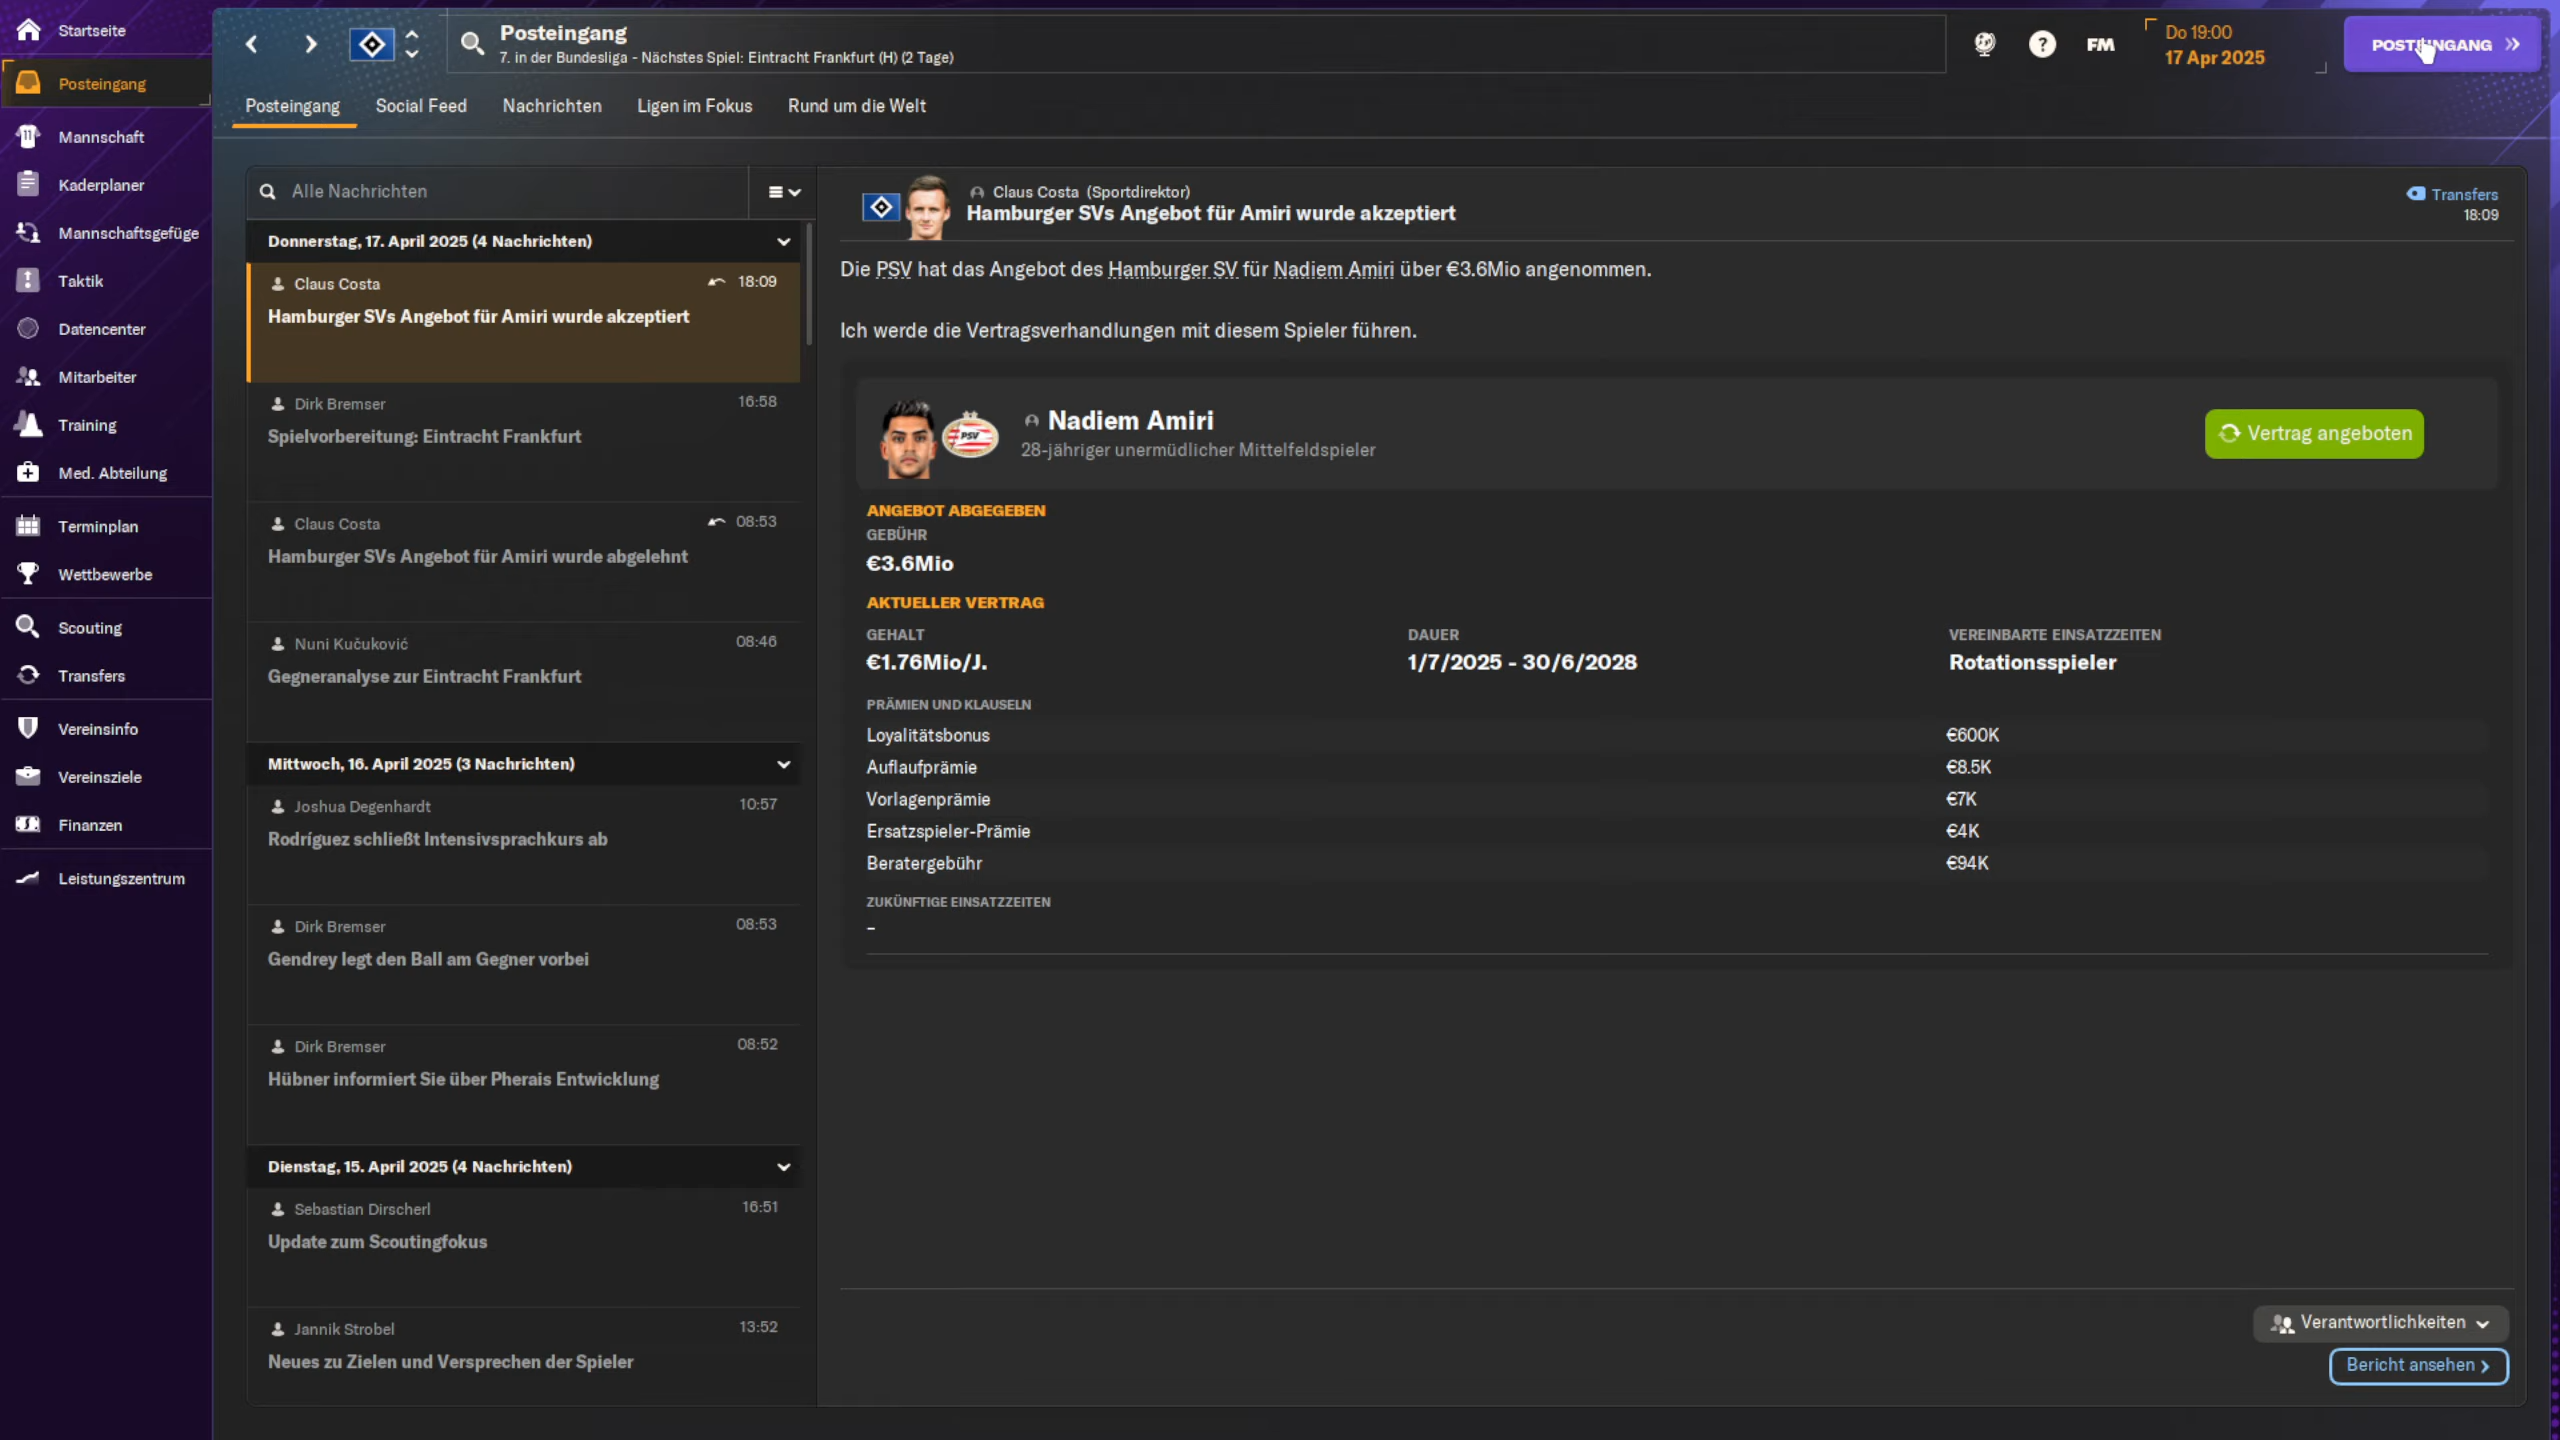 Startseite
Posteingang
Mannschaft
Kaderplaner
Mannschaftsgefüge
Taktik
Datencenter
Mitarbeiter
Training
Med. Abteilung
Terminplan
Wettbewerbe
Scouting
Transfers
Vereinsinfo
Vereinsziele
Finanzen
Leistungszentrum
Posteingang
7. in der Bundesliga - Nächstes Spiel: Eintracht Frankfurt (H) (2 Tage)
FM
Do 19:00
17 Apr 2025
POSTEINGANG
Posteingang Social Feed Nachrichten Ligen im Fokus Rund um die Welt
Alle Nachrichten
Donnerstag, 17. April 2025 (4 Nachrichten)
Claus Costa 18:09
Hamburger SVs Angebot für Amiri wurde akzeptiert
Dirk Bremser 16:58
Spielvorbereitung: Eintracht Frankfurt
Claus Costa 08:53
Hamburger SVs Angebot für Amiri wurde abgelehnt
Nuni Kučuković 08:46
Gegneranalyse zur Eintracht Frankfurt
Mittwoch, 16. April 2025 (3 Nachrichten)
Joshua Degenhardt 10:57
Rodríguez schließt Intensivsprachkurs ab
Dirk Bremser 08:53
Gendrey legt den Ball am Gegner vorbei
Dirk Bremser 08:52
Hübner informiert Sie über Pherais Entwicklung
Dienstag, 15. April 2025 (4 Nachrichten)
Sebastian Dirscherl 16:51
Update zum Scoutingfokus
Jannik Strobel 13:52
Neues zu Zielen und Versprechen der Spieler
Claus Costa (Sportdirektor)
Hamburger SVs Angebot für Amiri wurde akzeptiert
Transfers
18:09
Die PSV hat das Angebot des Hamburger SV für Nadiem Amiri über €3.6Mio angenommen.
Ich werde die Vertragsverhandlungen mit diesem Spieler führen.
PSV
Nadiem Amiri
28-jähriger unermüdlicher Mittelfeldspieler
Vertrag angeboten
ANGEBOT ABGEGEBEN
GEBÜHR
€3.6Mio
AKTUELLER VERTRAG
GEHALT DAUER VEREINBARTE EINSATZZEITEN
€1.76Mio/J. 1/7/2025 - 30/6/2028 Rotationsspieler
PRÄMIEN UND KLAUSELN
Loyalitätsbonus €600K
Auflaufprämie €8.5K
Vorlagenprämie €7K
Ersatzspieler-Prämie €4K
Beratergebühr €94K
ZUKÜNFTIGE EINSATZZEITEN
-
Verantwortlichkeiten
Bericht ansehen